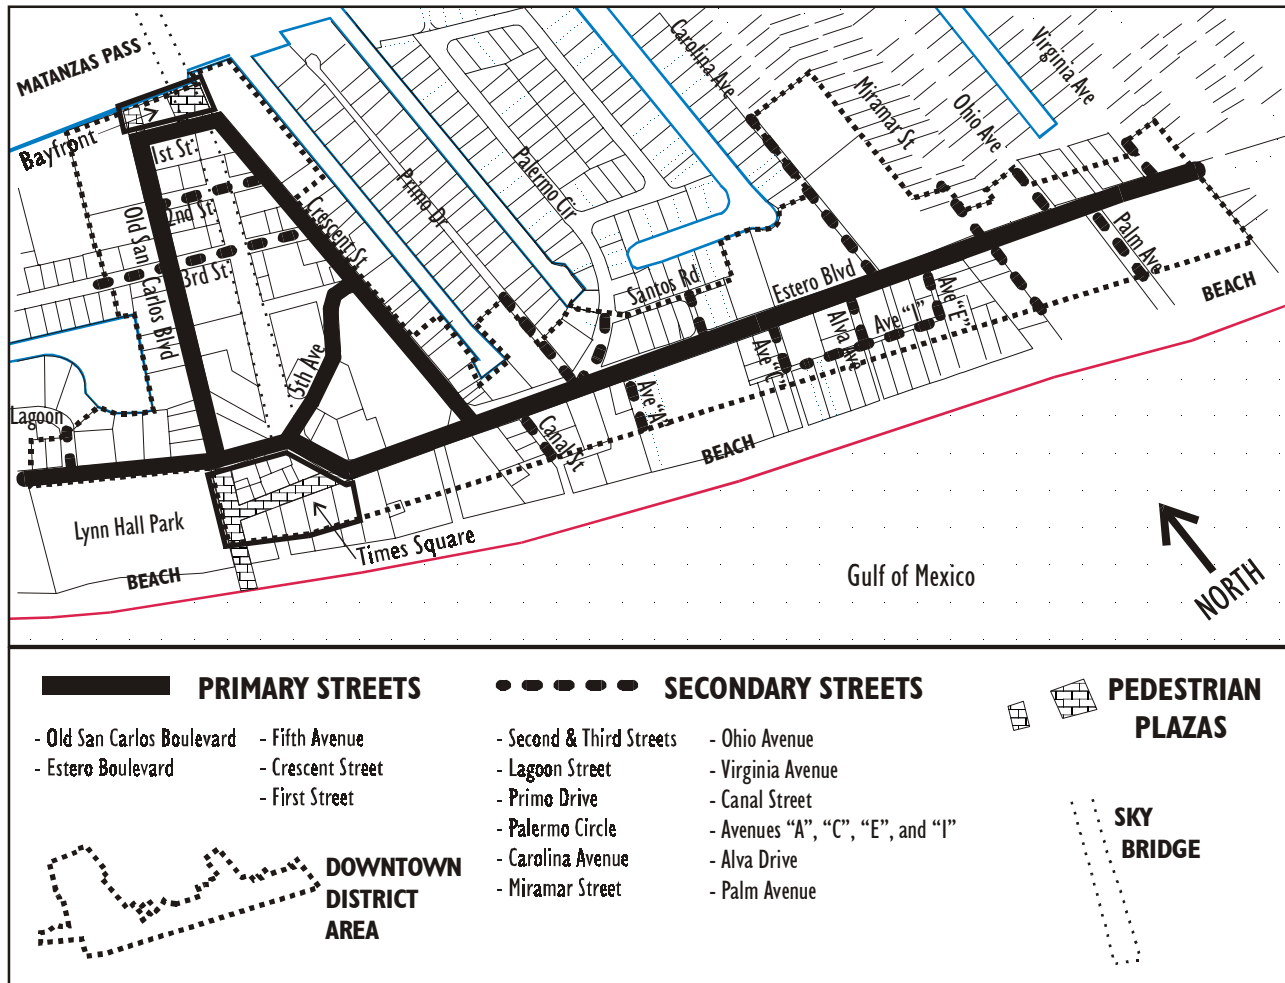 MATANZAS PASS
Bayfront
1st St.
2nd St.
3rd St.
Old San Carlos Blvd
Crescent St
5th Ave
Primo Dr
Palermo Cir
Carolina Ave
Miramar St
Ohio Ave
Virginia Ave
Santos Rd
Estero Blvd
Palm Ave
BEACH
Ave "E"
Ave "I"
Alva Ave
Ave "C"
Ave "A"
Canal St
BEACH
Lagoon
Lynn Hall Park
BEACH
Times Square
Gulf of Mexico
NORTH
PRIMARY STREETS
- Old San Carlos Boulevard
- Estero Boulevard
- Fifth Avenue
- Crescent Street
- First Street
DOWNTOWN
DISTRICT
AREA
SECONDARY STREETS
- Second & Third Streets
- Lagoon Street
- Primo Drive
- Palermo Circle
- Carolina Avenue
- Miramar Street
- Ohio Avenue
- Virginia Avenue
- Canal Street
- Avenues “A”, “C”, “E”, and “I”
- Alva Drive
- Palm Avenue
PEDESTRIAN
PLAZAS
SKY
BRIDGE